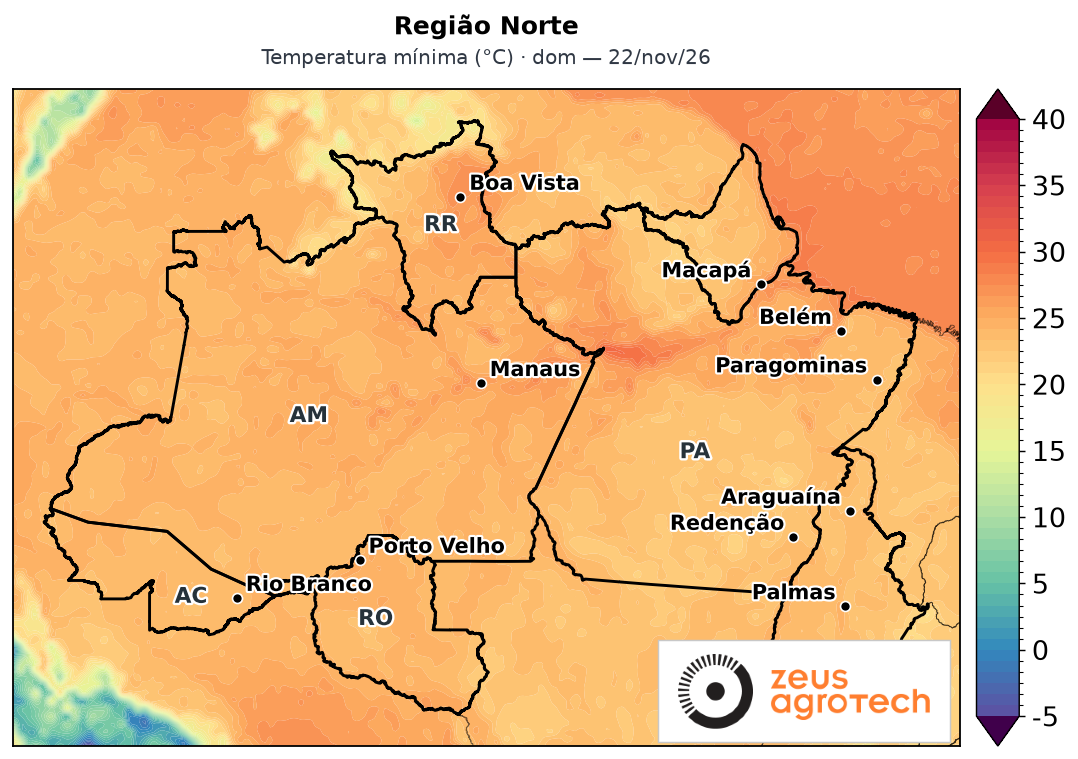 Região Norte
Temperatura mínima (°C) · dom — 22/nov/26
Boa Vista
RR
Macapá
Belém
Paragominas
Manaus
AM
PA
Araguaína
Redenção
Porto Velho
Rio Branco
AC
RO
Palmas
zeus
agrotech
40
35
30
25
20
15
10
5
0
-5